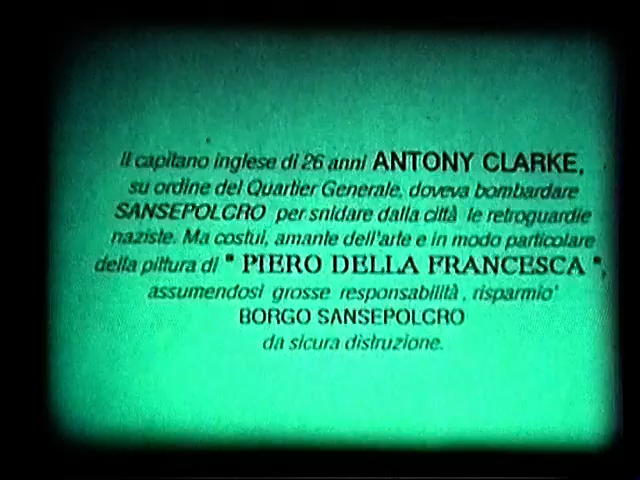 Il capitano inglese di 26 anni ANTONY CLARKE,
su ordine del Quartier Generale, doveva bombardare
SANSEPOLCRO per snidare dalla città le retroguardie
naziste. Ma costui, amante dell'arte e in modo particolare
della pittura di " PIERO DELLA FRANCESCA ",
assumendosi grosse responsabilità , risparmio'
BORGO SANSEPOLCRO
da sicura distruzione.